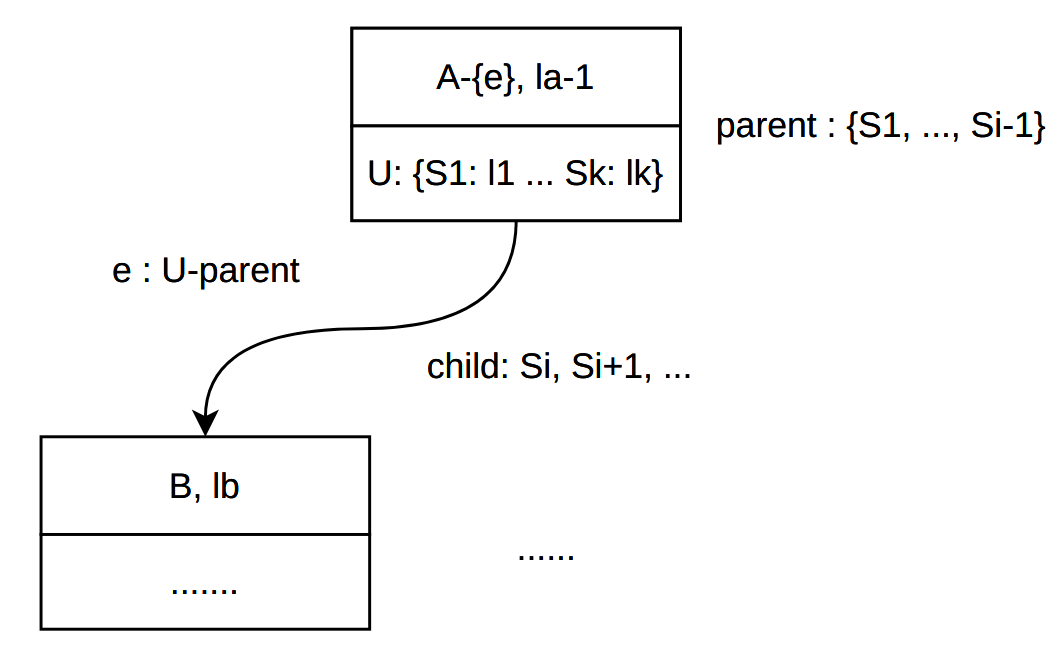 A-{e}, la-1
parent : {S1, ..., Si-1}
U: {S1: l1 ... Sk: lk}
e : U-parent
child: Si, Si+1, ...
B, lb
......
.......